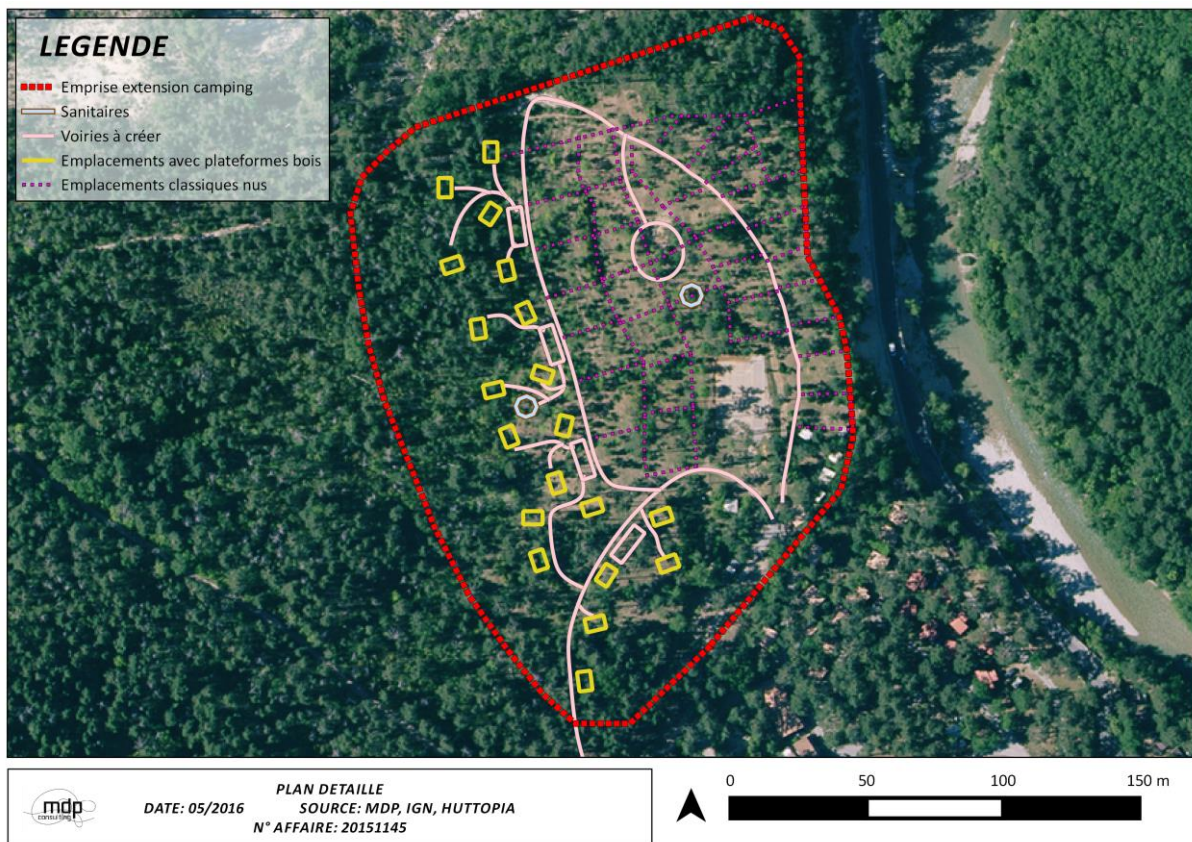 LEGENDE
Emprise extension camping
Sanitaires
Voiries à créer
Emplacements avec plateformes bois
Emplacements classiques nus
mdp
CONSULTING
PLAN DETAILLE
DATE: 05/2016 SOURCE: MDP, IGN, HUTTOPIA
N° AFFAIRE: 20151145
0 50 100 150 m